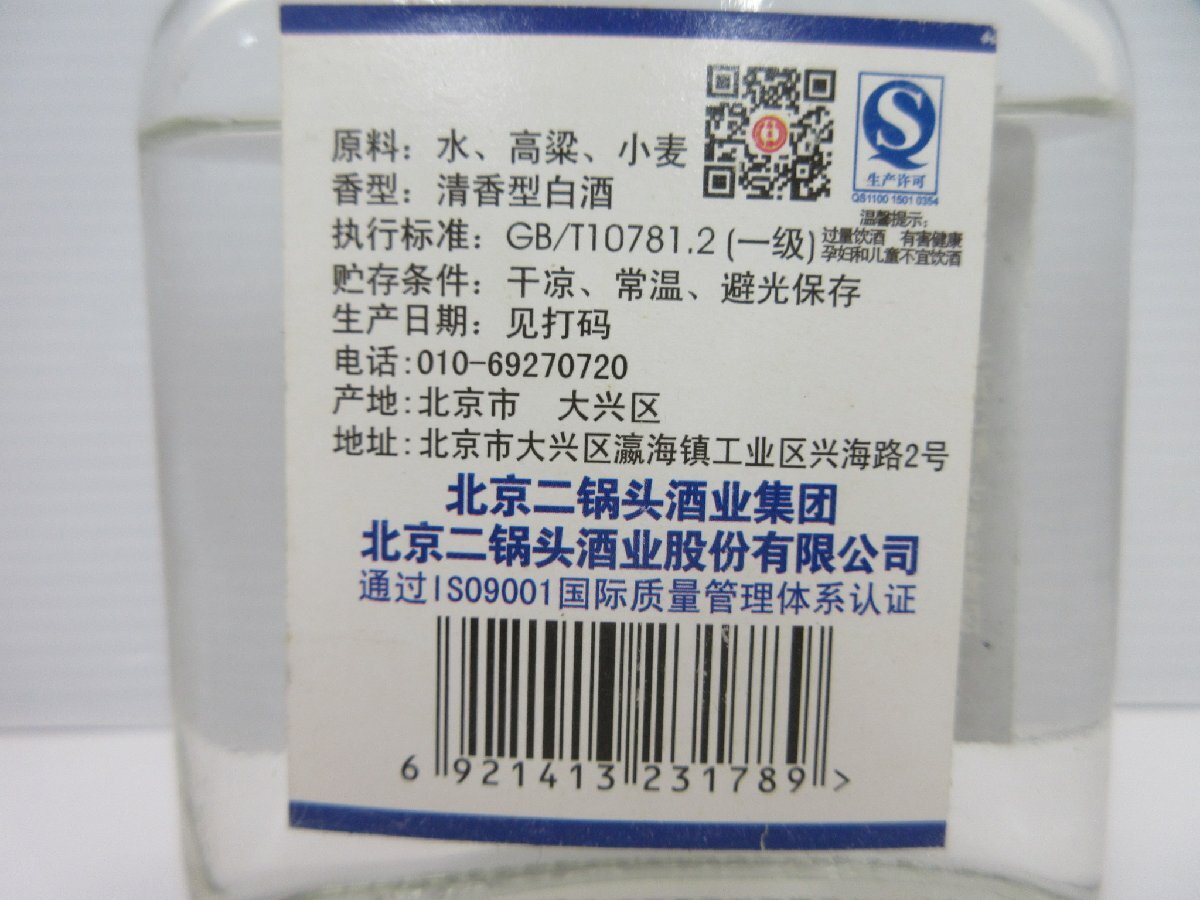 原料：水、高粱、小麦
香型：清香型白酒
执行标准：GB/T10781.2(一级)
贮存条件：干凉、常温、避光保存
生产日期：见打码
电话:010-69270720
产地:北京市　大兴区
地址:北京市大兴区瀛海镇工业区兴海路2号
生产许可
QS1100 1501 0354
温馨提示:
过量饮酒　有害健康
孕妇和儿童不宜饮酒
北京二锅头酒业集团
北京二锅头酒业股份有限公司
通过ISO9001国际质量管理体系认证
6 921413 231789 >